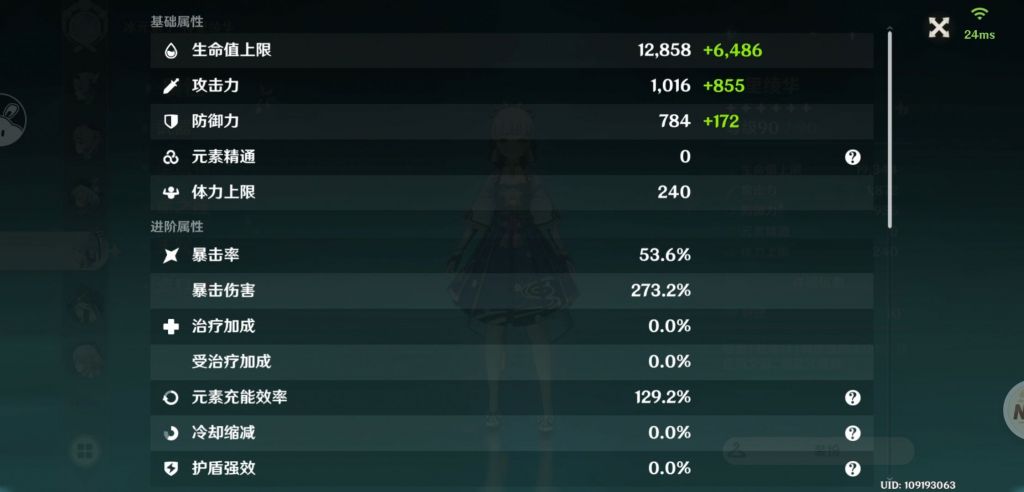 基础属性
生命值上限 12,858 +6,486
攻击力 1,016 +855
防御力 784 +172
元素精通 0 ?
体力上限 240
进阶属性
暴击率 53.6%
暴击伤害 273.2%
治疗加成 0.0%
受治疗加成 0.0%
元素充能效率 129.2% ?
冷却缩减 0.0% ?
护盾强效 0.0% ?
24ms
UID: 109193063